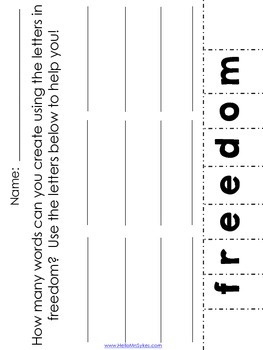 Name: ____________
How many words can you create using the letters in
freedom? Use the letters below to help you!
f r e e d o m
www.HelloMrsSykes.com